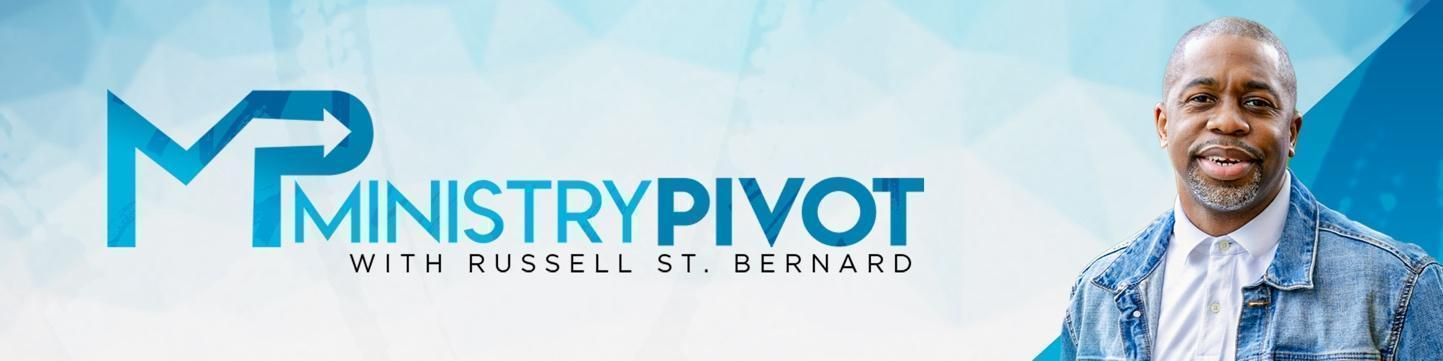 MP
MINISTRYPIVOT
WITH RUSSELL ST. BERNARD